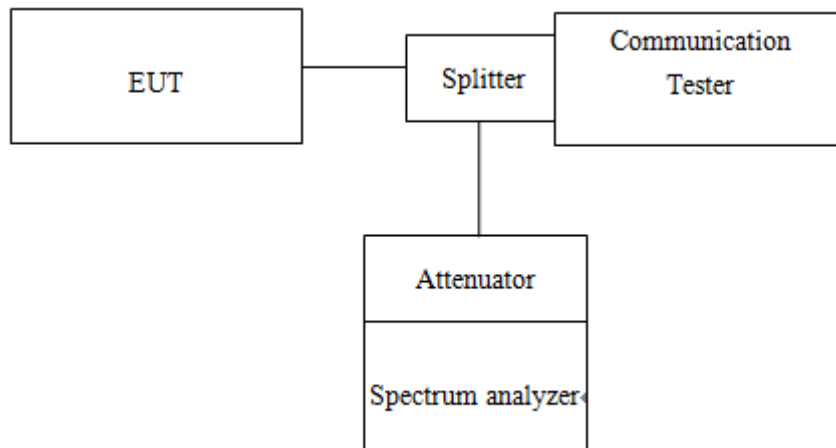 EUT
Splitter
Communication
Tester
Attenuator
Spectrum analyzer